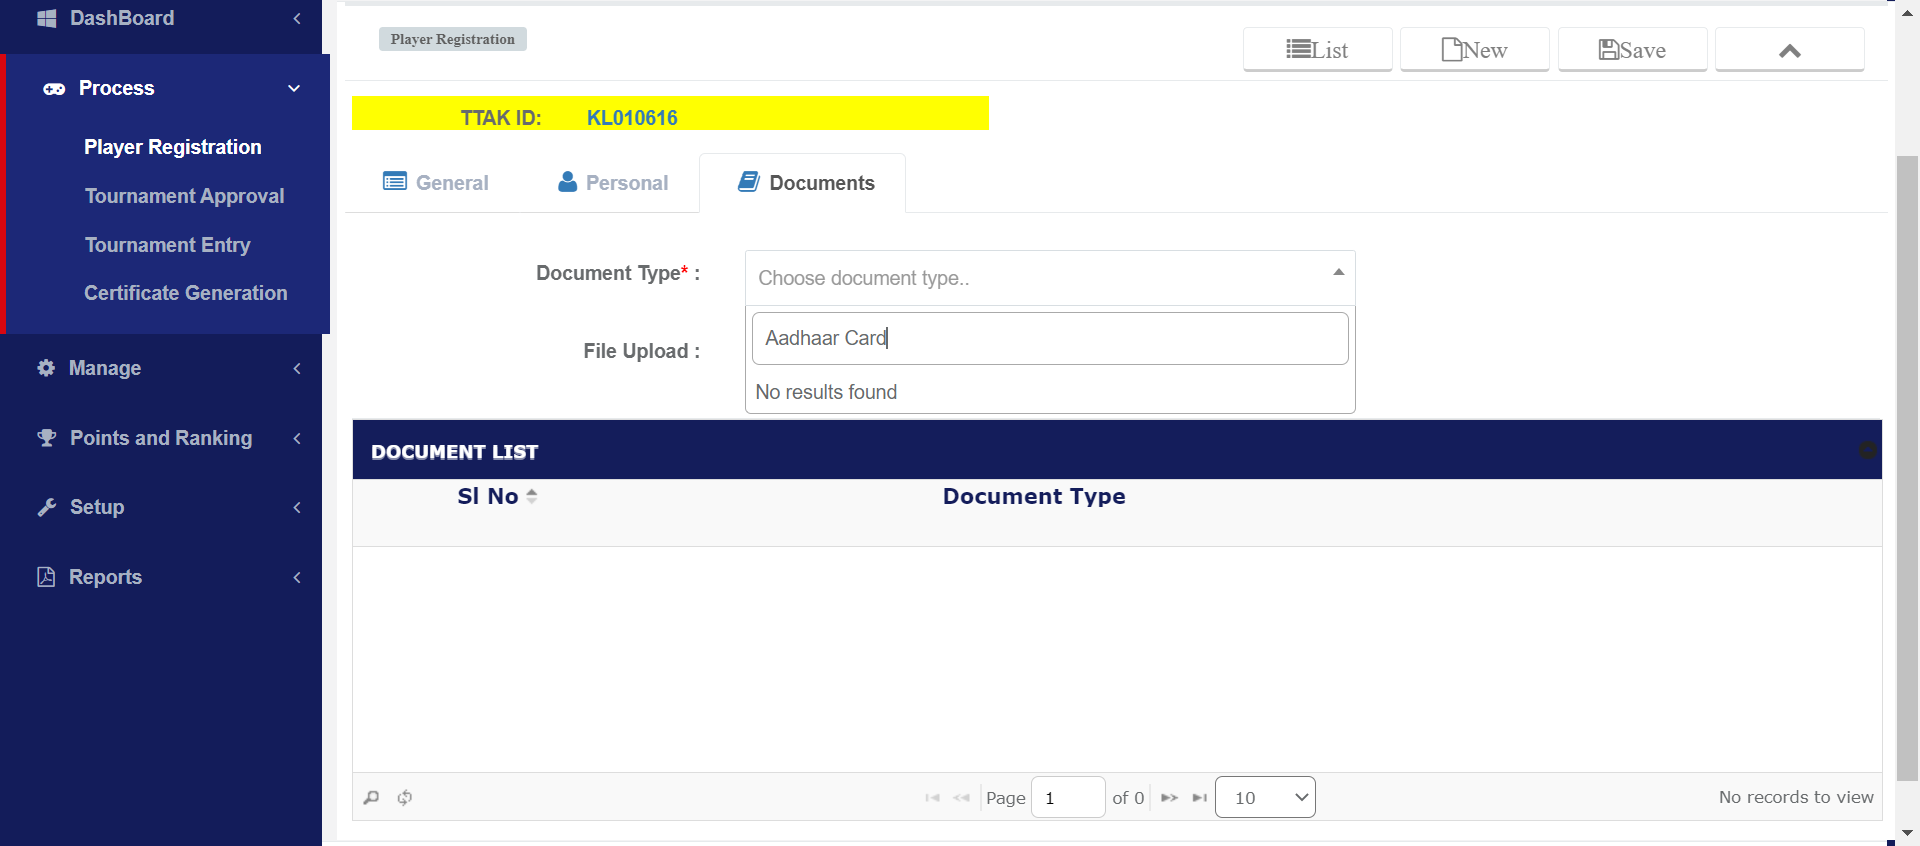 DashBoard
Process
Player Registration
Tournament Approval
Tournament Entry
Certificate Generation
Manage
Points and Ranking
Setup
Reports
Player Registration
List New Save
TTAK ID: KL010616
General Personal Documents
Document Type* : Choose document type..
Aadhaar Card
File Upload :
No results found
DOCUMENT LIST
Sl No Document Type
Page 1 of 0 10 No records to view